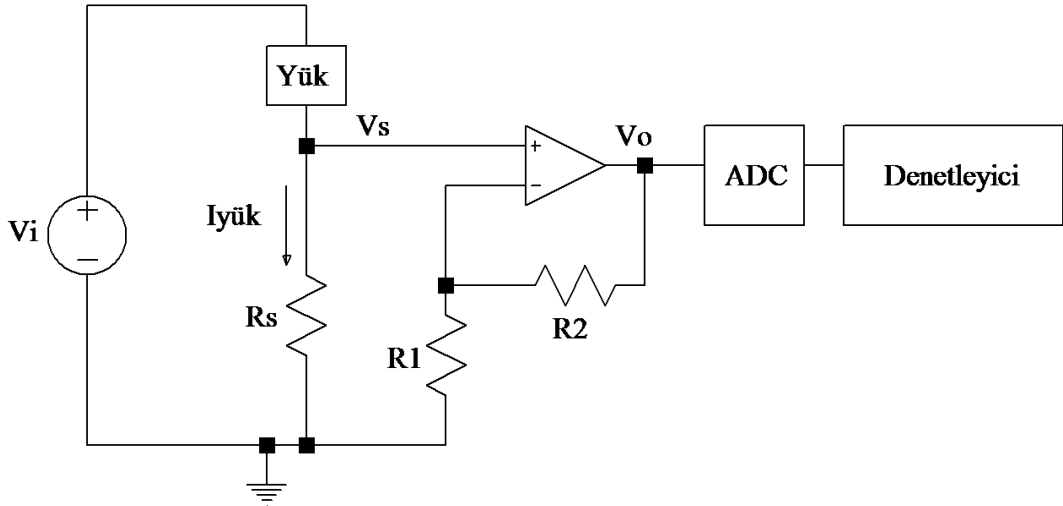 Yük
Vs
+
−
Vo
ADC
Denetleyici
Vi
+
−
Iyük
Rs
R1
R2